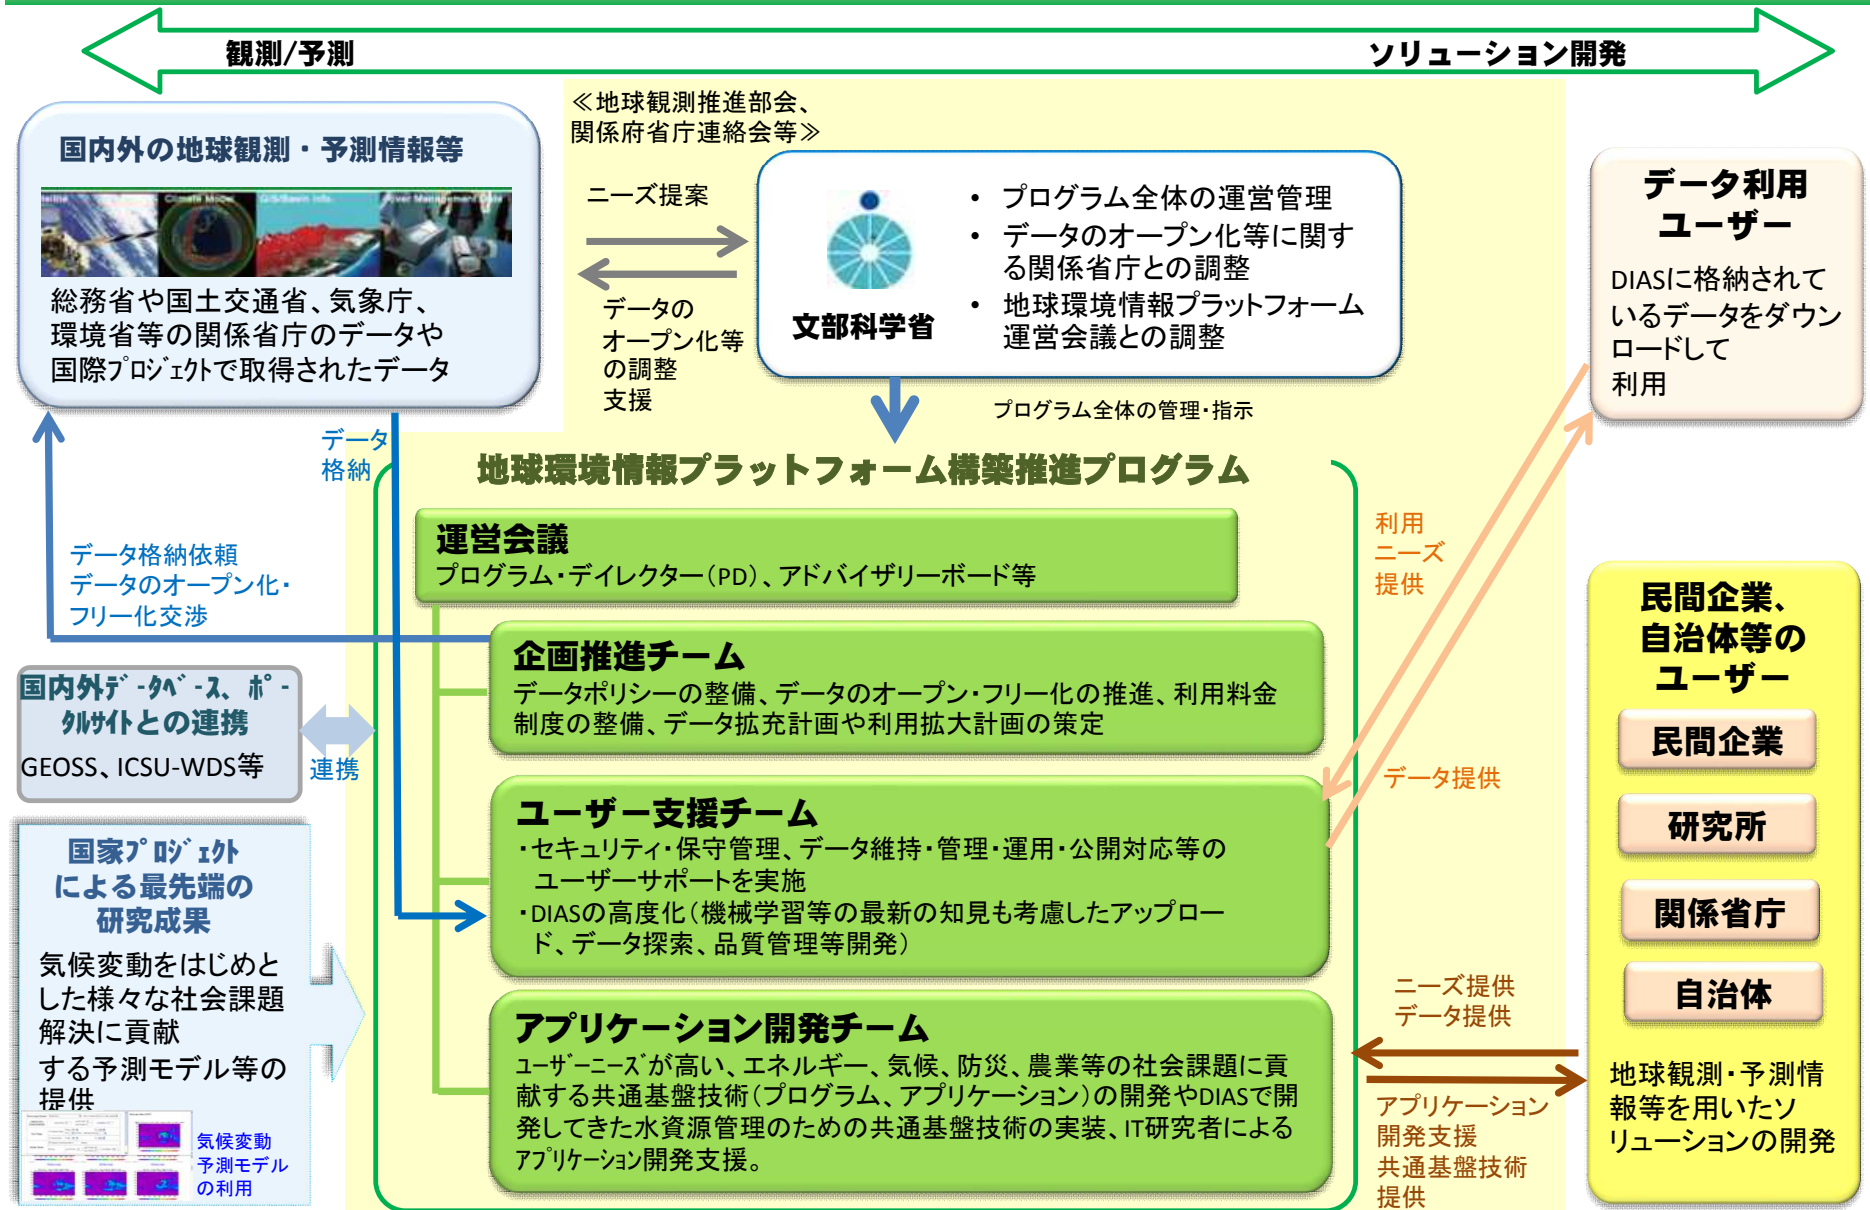 観測/予測
ソリューション開発
≪地球観測推進部会、
関係府省庁連絡会等≫
国内外の地球観測・予測情報等
Climate Model
総務省や国土交通省、気象庁、
環境省等の関係省庁のデータや
国際プロジェクトで取得されたデータ
ニーズ提案
データの
オープン化等
の調整
支援
文部科学省
• プログラム全体の運営管理
• データのオープン化等に関す
る関係省庁との調整
• 地球環境情報プラットフォーム
運営会議との調整
プログラム全体の管理・指示
データ利用
ユーザー
DIASに格納されて
いるデータをダウン
ロードして
利用
データ
格納
地球環境情報プラットフォーム構築推進プログラム
運営会議
プログラム・デイレクター（PD）、アドバイザリーボード等
利用
ニーズ
提供
データ格納依頼
データのオープン化・
フリー化交渉
企画推進チーム
データポリシーの整備、データのオープン・フリー化の推進、利用料金
制度の整備、データ拡充計画や利用拡大計画の策定
国内外データベース、ポー
タルサイトとの連携
GEOSS、ICSU-WDS等
連携
データ提供
ユーザー支援チーム
・セキュリティ・保守管理、データ維持・管理・運用・公開対応等の
ユーザーサポートを実施
・DIASの高度化（機械学習等の最新の知見も考慮したアップロー
ド、データ探索、品質管理等開発）
国家プロジェクト
による最先端の
研究成果
気候変動をはじめと
した様々な社会課題
解決に貢献
する予測モデル等の
提供
気候変動
予測モデル
の利用
アプリケーション開発チーム
ユーザーニーズが高い、エネルギー、気候、防災、農業等の社会課題に貢
献する共通基盤技術（プログラム、アプリケーション）の開発やDIASで開
発してきた水資源管理のための共通基盤技術の実装、IT研究者による
アプリケーション開発支援。
ニーズ提供
データ提供
アプリケーション
開発支援
共通基盤技術
提供
民間企業、
自治体等の
ユーザー
民間企業
研究所
関係省庁
自治体
地球観測・予測情
報等を用いたソ
リューションの開発